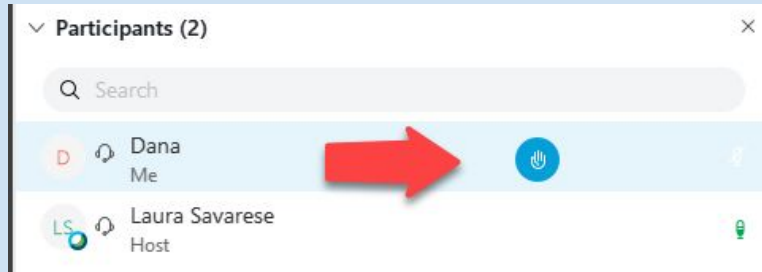 Participants (2)
Search
D
Dana
Me
LS
Laura Savarese
Host